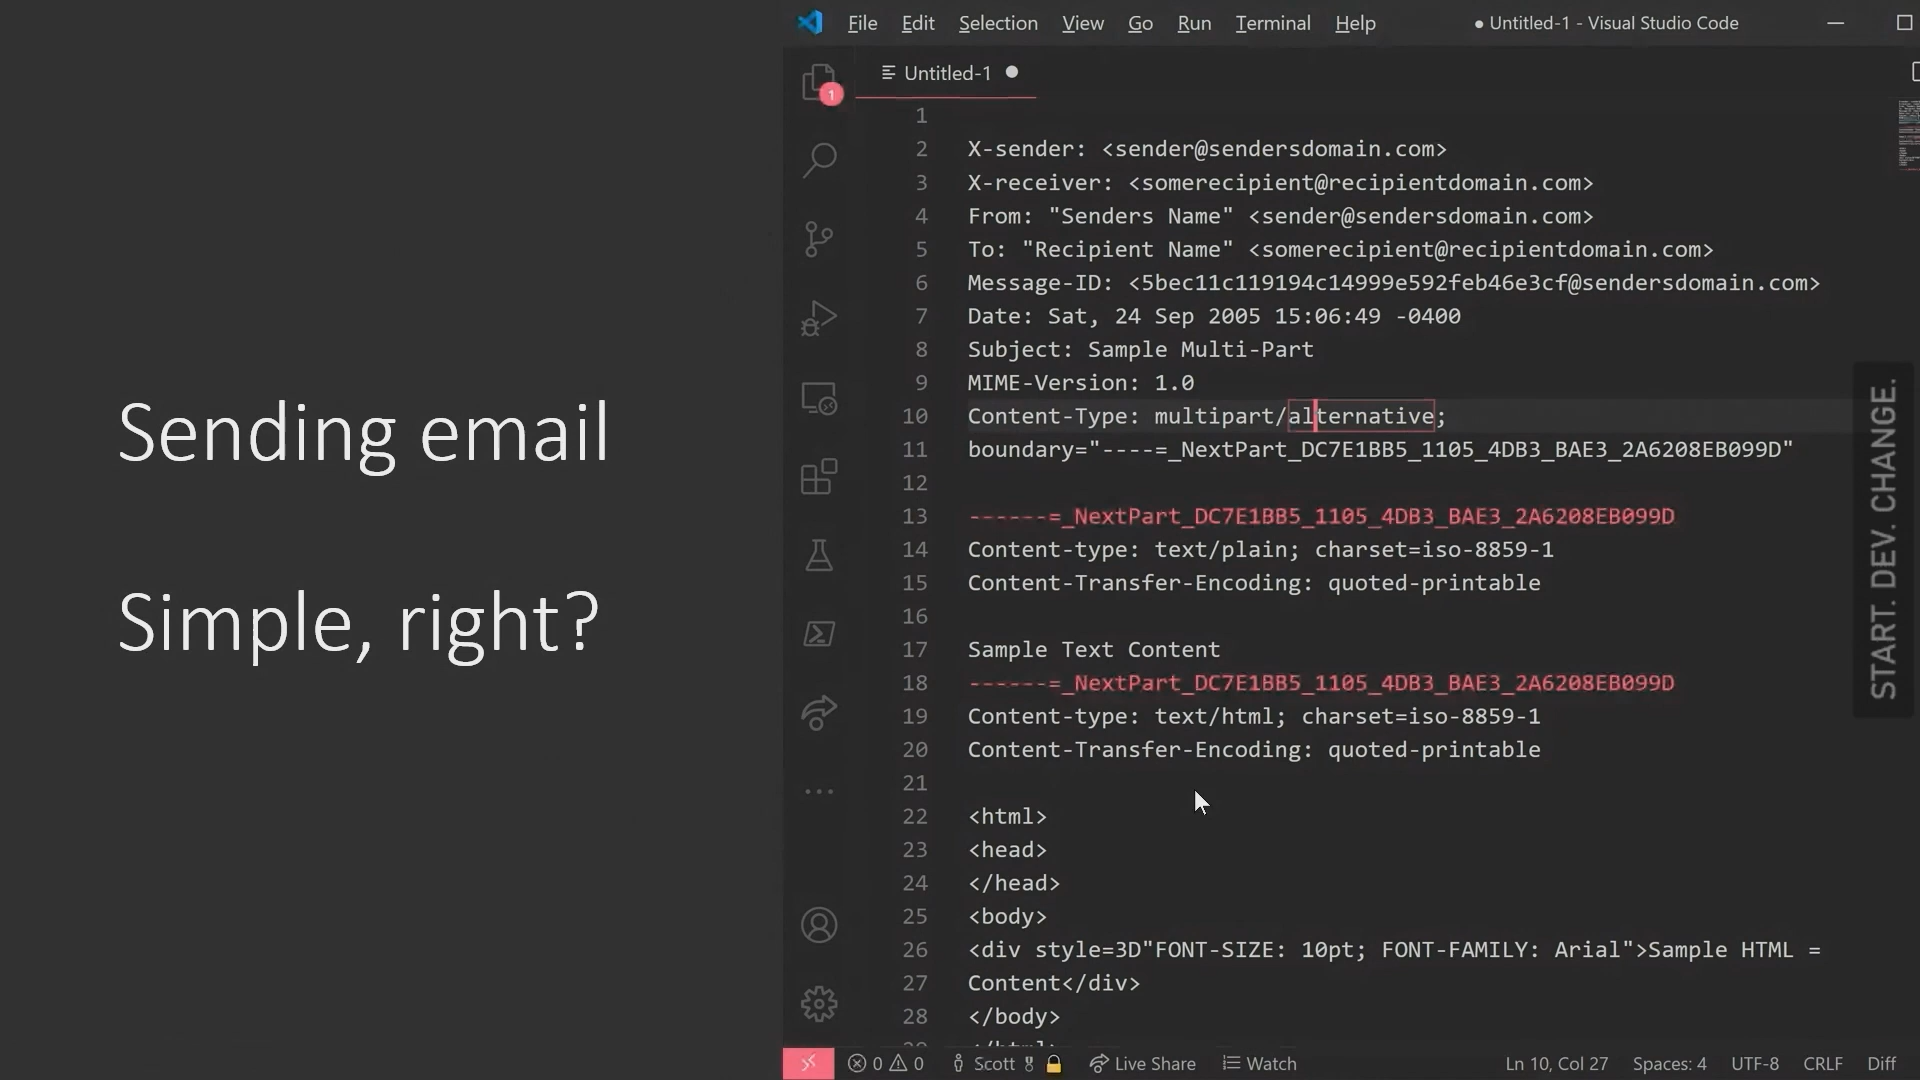 Sending email
Simple, right?
File Edit Selection View Go Run Terminal Help ● Untitled-1 - Visual Studio Code
1
Untitled-1
1
2 X-sender: <sender@sendersdomain.com>
3 X-receiver: <somerecipient@recipientdomain.com>
4 From: "Senders Name" <sender@sendersdomain.com>
5 To: "Recipient Name" <somerecipient@recipientdomain.com>
6 Message-ID: <5bec11c119194c14999e592feb46e3cf@sendersdomain.com>
7 Date: Sat, 24 Sep 2005 15:06:49 -0400
8 Subject: Sample Multi-Part
9 MIME-Version: 1.0
10 Content-Type: multipart/alternative;
11 boundary="----=_NextPart_DC7E1BB5_1105_4DB3_BAE3_2A6208EB099D"
12
13 ------=_NextPart_DC7E1BB5_1105_4DB3_BAE3_2A6208EB099D
14 Content-type: text/plain; charset=iso-8859-1
15 Content-Transfer-Encoding: quoted-printable
16
17 Sample Text Content
18 ------=_NextPart_DC7E1BB5_1105_4DB3_BAE3_2A6208EB099D
19 Content-type: text/html; charset=iso-8859-1
20 Content-Transfer-Encoding: quoted-printable
21
22 <html>
23 <head>
24 </head>
25 <body>
26 <div style=3D"FONT-SIZE: 10pt; FONT-FAMILY: Arial">Sample HTML =
27 Content</div>
28 </body>
START. DEV. CHANGE.
0 0 Scott Live Share Watch Ln 10, Col 27 Spaces: 4 UTF-8 CRLF Diff